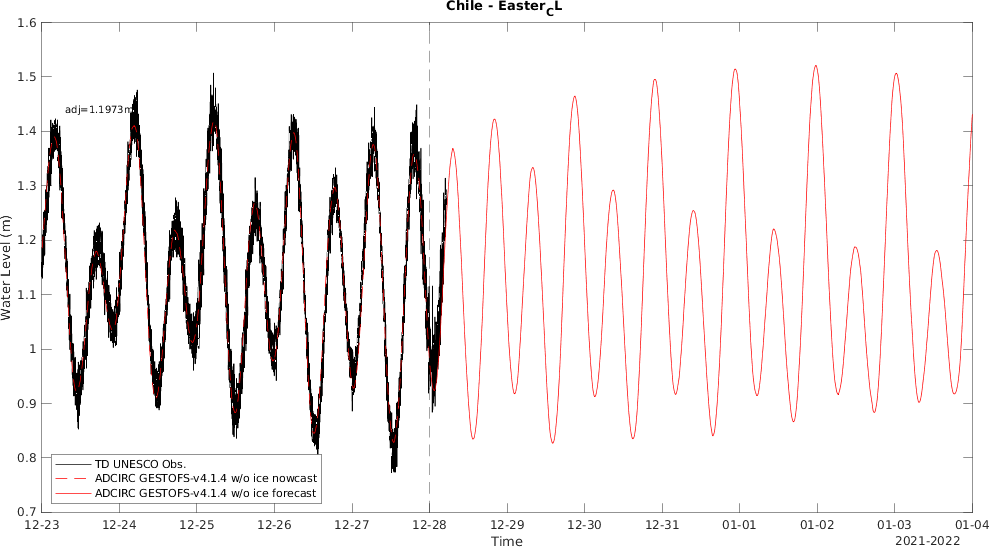 Chile - Easter_CL
1.6
1.5
adj=1.1973m
1.4
1.3
1.2
Water Level (m)
1.1
1
0.9
0.8
TD UNESCO Obs.
ADCIRC GESTOFS-v4.1.4 w/o ice nowcast
ADCIRC GESTOFS-v4.1.4 w/o ice forecast
0.7
12-23 12-24 12-25 12-26 12-27 12-28 12-29 12-30 12-31 01-01 01-02 01-03 01-04
Time
2021-2022